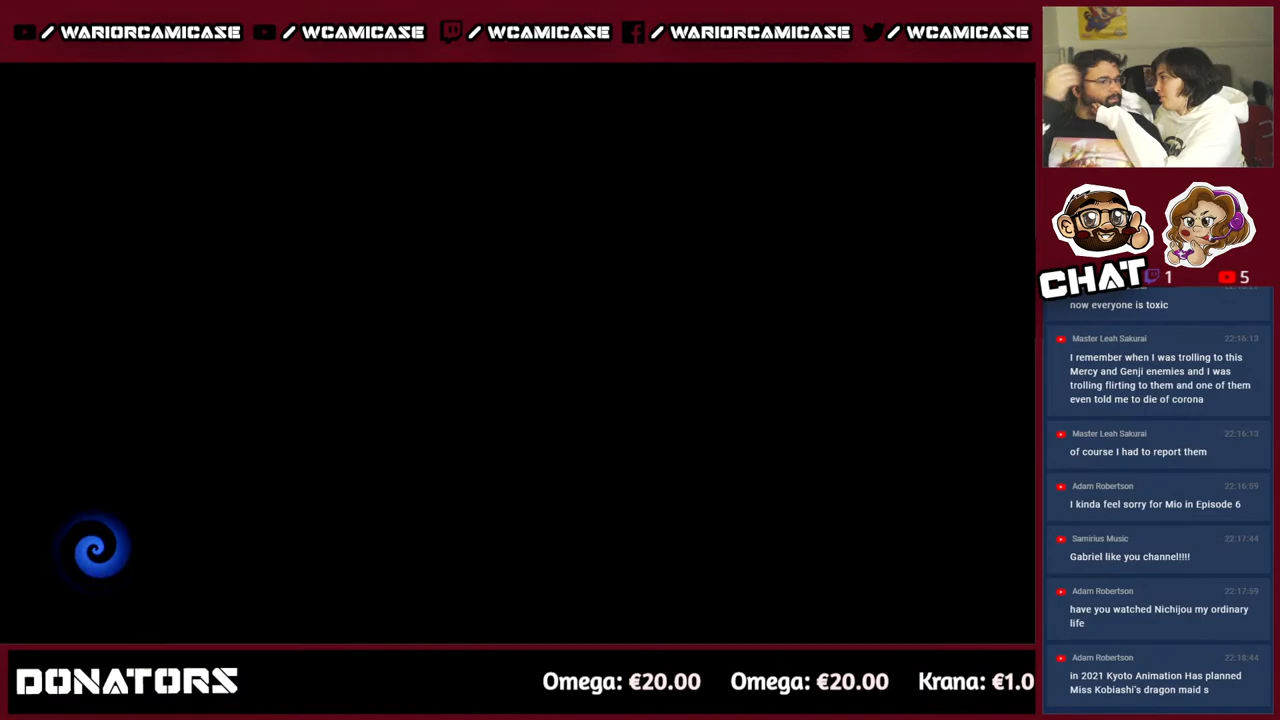 / WARIORCAMICASE / WCAMICASE / WCAMICASE / WARIORCAMICASE / WCAMICASE
CHAT 1 5
now everyone is toxic
Master Leah Sakurai 22:16:13
I remember when I was trolling to this
Mercy and Genji enemies and I was
trolling flirting to them and one of them
even told me to die of corona
Master Leah Sakurai 22:16:13
of course I had to report them
Adam Robertson 22:16:59
I kinda feel sorry for Mio in Episode 6
Samirius Music 22:17:44
Gabriel like you channel!!!!
Adam Robertson 22:17:59
have you watched Nichijou my ordinary
life
Adam Robertson 22:18:44
in 2021 Kyoto Animation Has planned
Miss Kobiashi's dragon maid s
DONATORS Omega: €20.00 Omega: €20.00 Krana: €1.0